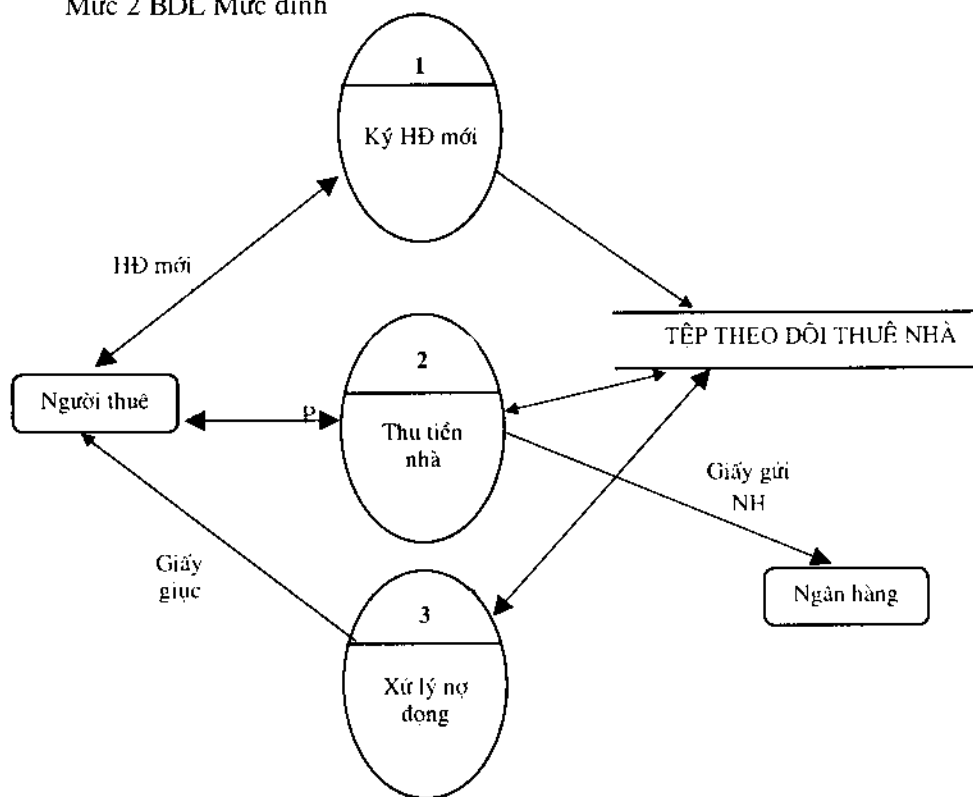 Mức 2 BDL Mức đỉnh
1
Ký HĐ mới
HĐ mới
TỆP THEO DÕI THUÊ NHÀ
2
Người thuê
P
Thu tiền
nhà
Giấy gửi
NH
Giấy
giục
Ngân hàng
3
Xử lý nợ
đọng